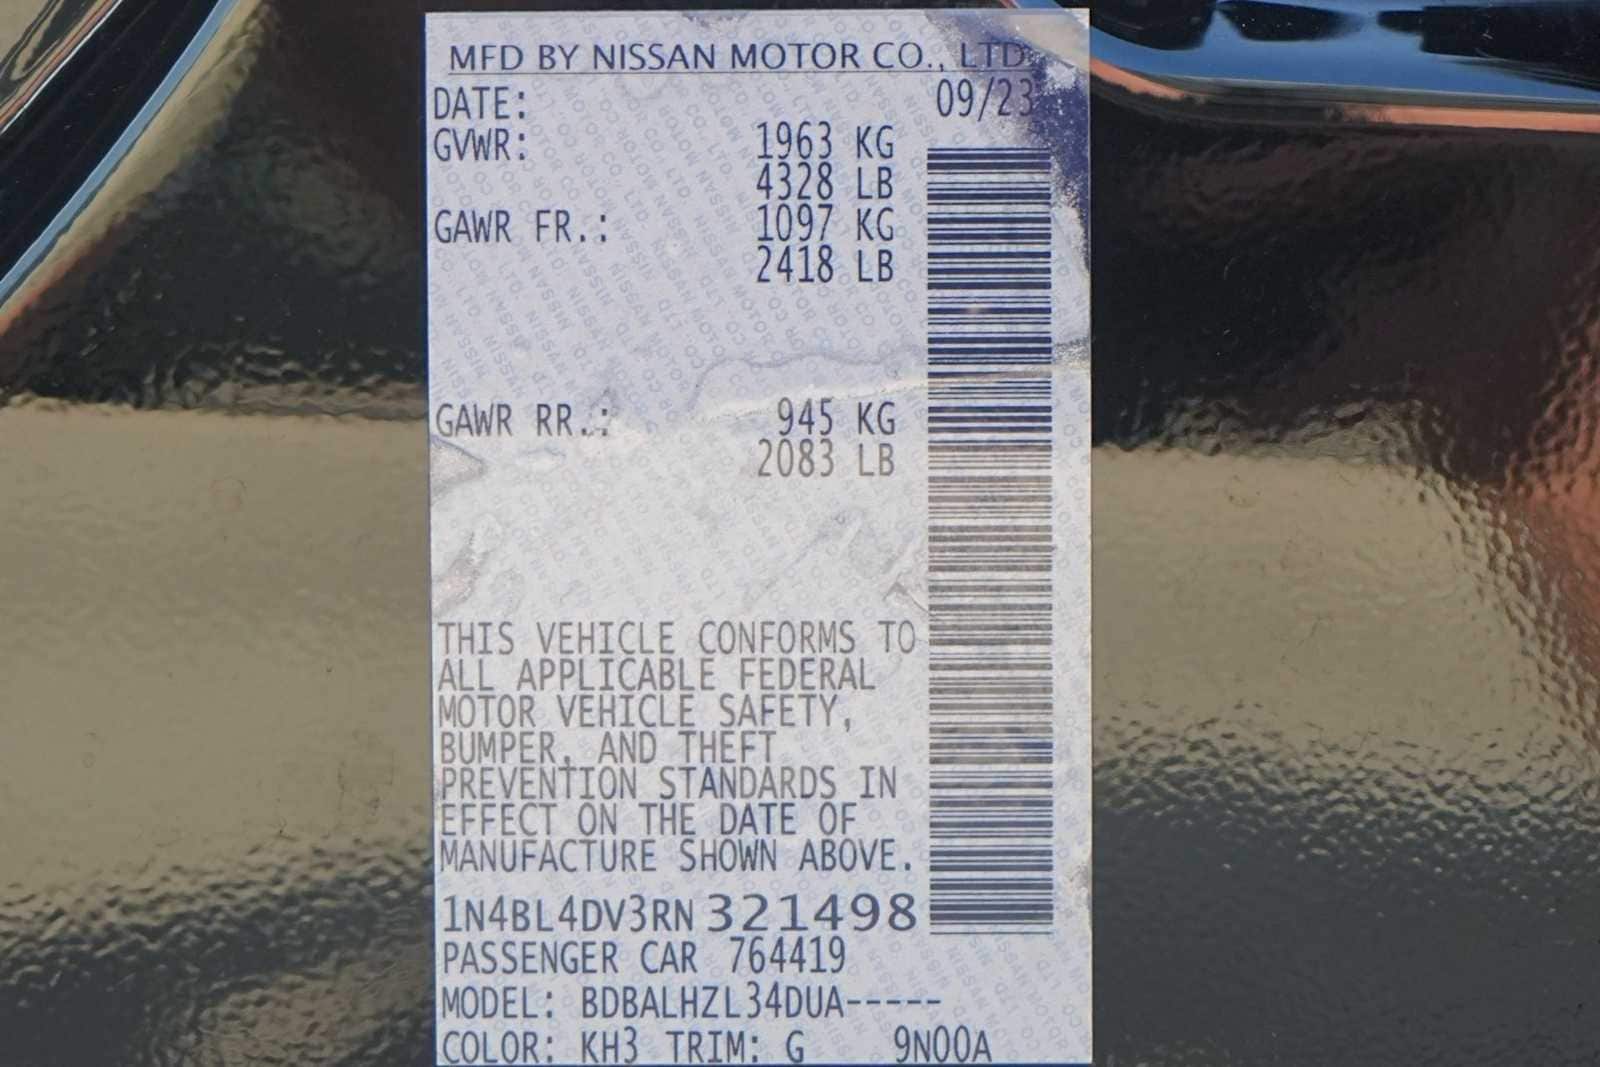 MFD BY NISSAN MOTOR CO., LTD.
DATE: 09/23
GVWR: 1963 KG
4328 LB
GAWR FR.: 1097 KG
2418 LB
GAWR RR.: 945 KG
2083 LB
THIS VEHICLE CONFORMS TO
ALL APPLICABLE FEDERAL
MOTOR VEHICLE SAFETY,
BUMPER, AND THEFT
PREVENTION STANDARDS IN
EFFECT ON THE DATE OF
MANUFACTURE SHOWN ABOVE.
1N4BL4DV3RN321498
PASSENGER CAR 764419
MODEL: BDBALHZL34DUA-----
COLOR: KH3 TRIM: G 9N00A